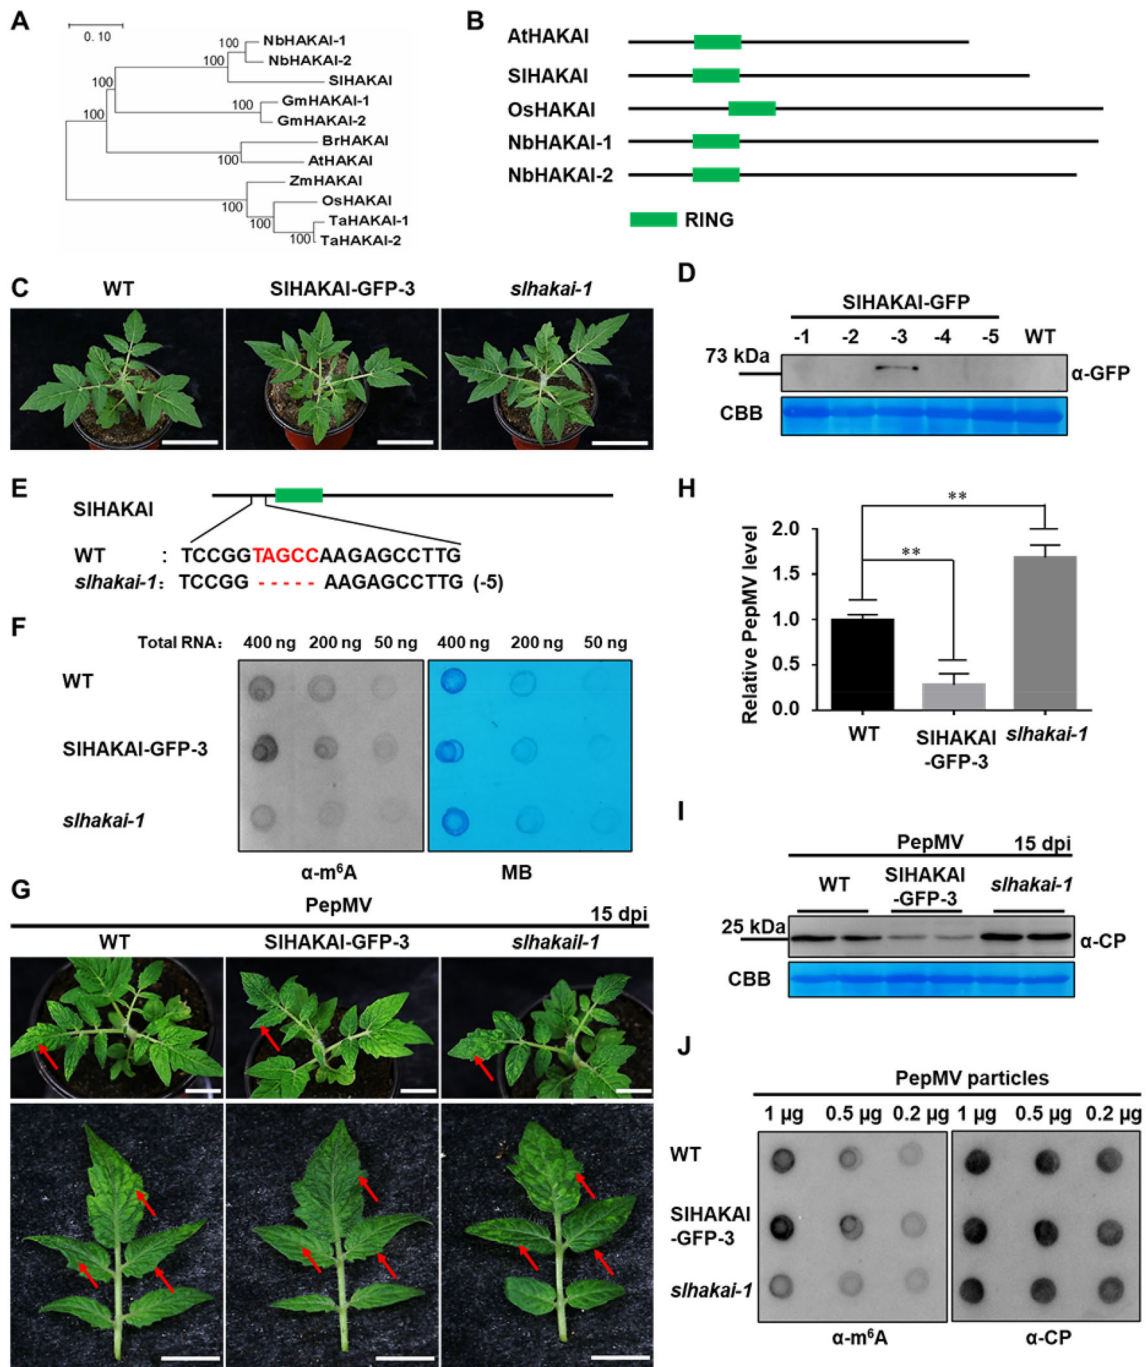 A
0.10
NbHAKAI-1
100
NbHAKAI-2
100
100
SlHAKAI
GmHAKAI-1
100
GmHAKAI-2
100
BrHAKAI
100
AtHAKAI
ZmHAKAI
OsHAKAI
100
TaHAKAI-1
100
100
TaHAKAI-2
B
AtHAKAI
SlHAKAI
OsHAKAI
NbHAKAI-1
NbHAKAI-2
RING
C
WT
SlHAKAI-GFP-3
slhakai-1
D
SlHAKAI-GFP
-1 -2 -3 -4 -5 WT
73 kDa
α-GFP
CBB
E
SlHAKAI
WT : TCCGGTAGCCAAGAGCCTTG
slhakai-1: TCCGG - - - - - AAGAGCCTTG (-5)
F
Total RNA: 400 ng 200 ng 50 ng 400 ng 200 ng 50 ng
WT
SlHAKAI-GFP-3
slhakai-1
α-m⁶A MB
G
PepMV
15 dpi
WT
SlHAKAI-GFP-3
slhakail-1
H
Relative PepMV level
2.0
1.5
1.0
0.5
0.0
**
**
WT
SlHAKAI
-GFP-3
slhakai-1
I
PepMV 15 dpi
WT
SlHAKAI
-GFP-3
slhakai-1
25 kDa
α-CP
CBB
J
PepMV particles
1 μg 0.5 μg 0.2 μg 1 μg 0.5 μg 0.2 μg
WT
SlHAKAI
-GFP-3
slhakai-1
α-m⁶A α-CP